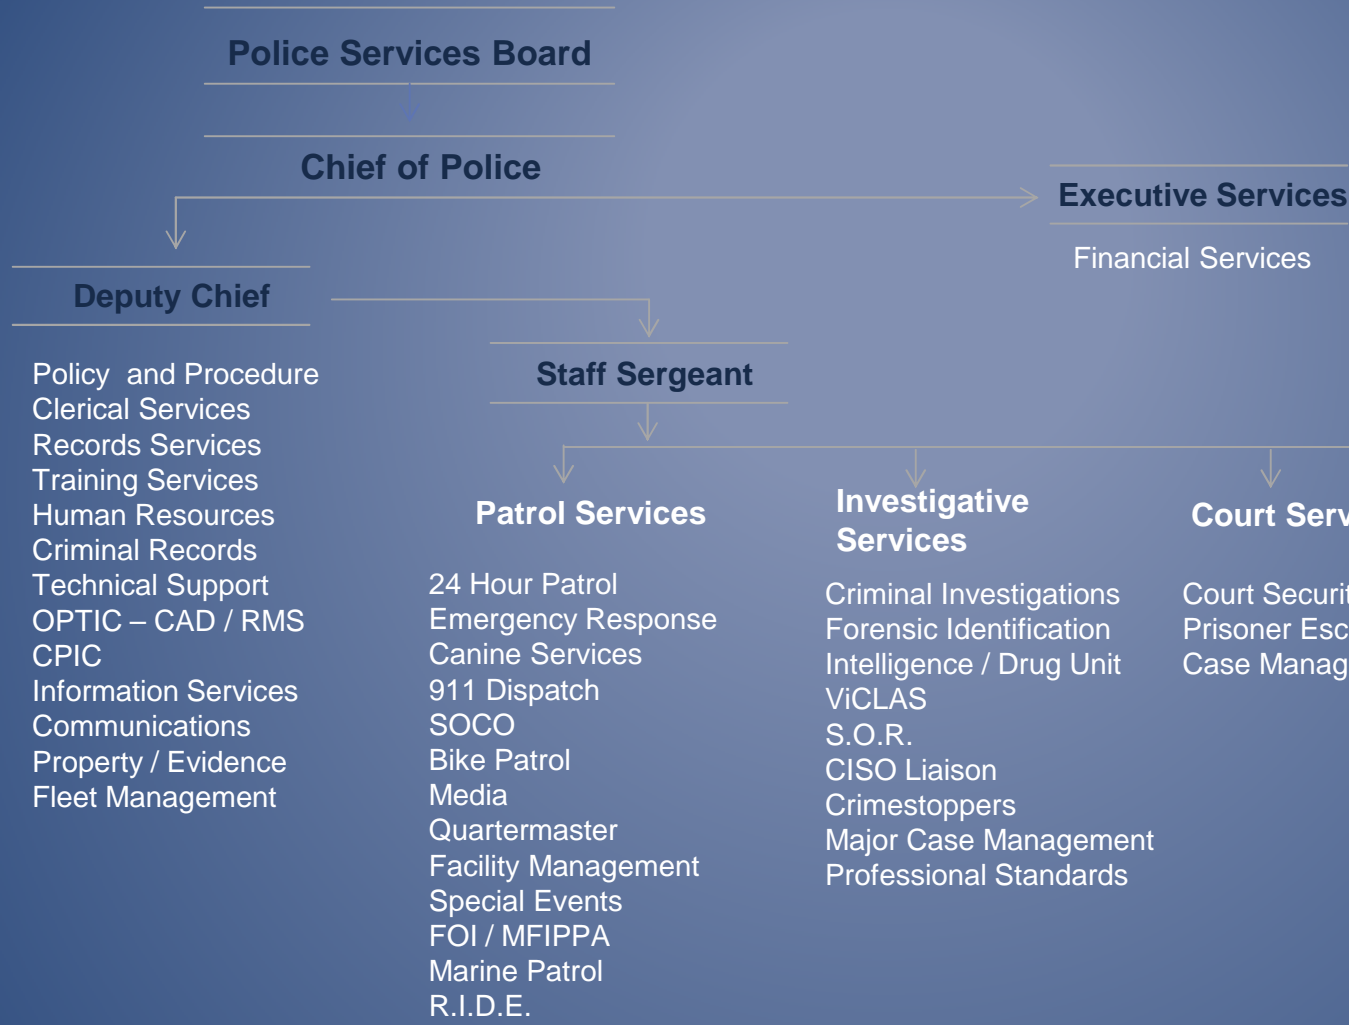 Police Services Board
Chief of Police
Executive Services
Financial Services
Deputy Chief
Policy  and Procedure
Clerical Services
Records Services
Training Services
Human Resources
Criminal Records
Technical Support
OPTIC – CAD / RMS
CPIC
Information Services
Communications
Property / Evidence
Fleet Management
Staff Sergeant
Patrol Services
24 Hour Patrol
Emergency Response
Canine Services
911 Dispatch
SOCO
Bike Patrol
Media
Quartermaster
Facility Management
Special Events
FOI / MFIPPA
Marine Patrol
R.I.D.E.
Investigative
Services
Criminal Investigations
Forensic Identification
Intelligence / Drug Unit
ViCLAS
S.O.R.
CISO Liaison
Crimestoppers
Major Case Management
Professional Standards
Court
Court
Prisoner
Case